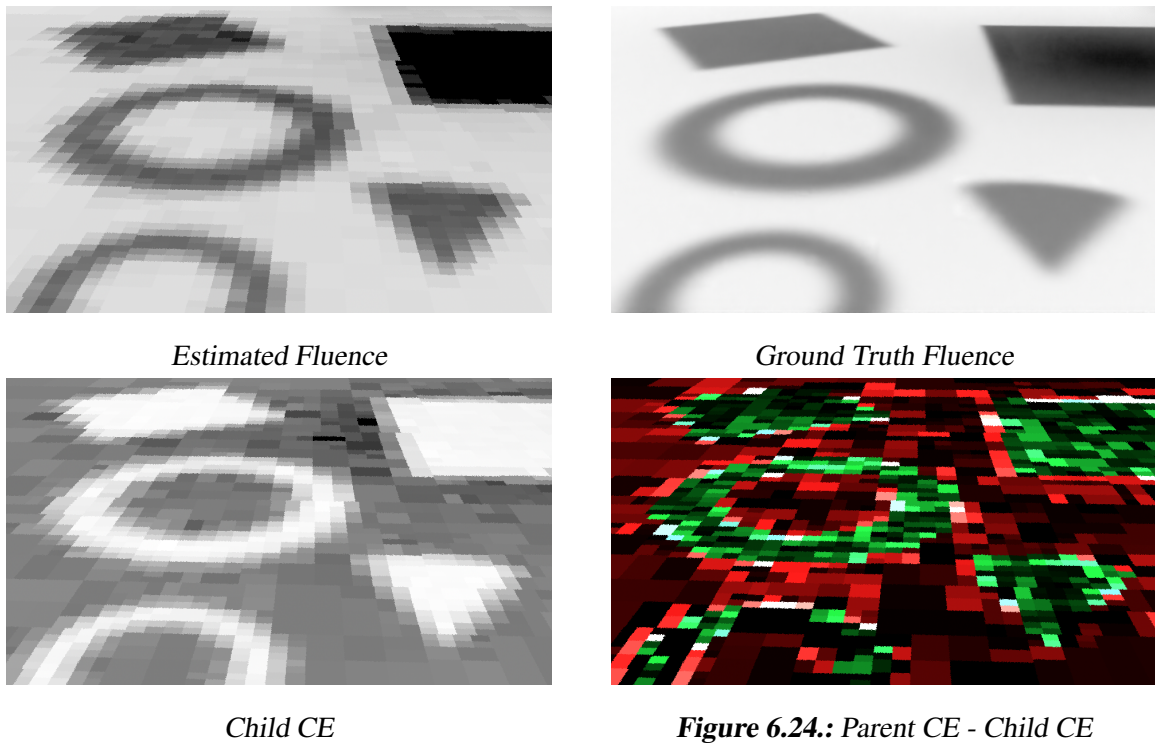 Estimated Fluence
Ground Truth Fluence
Child CE
Figure 6.24.: Parent CE - Child CE